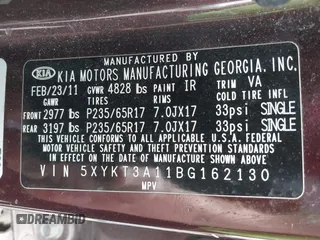 MANUFACTURED BY
KIA KIA MOTORS MANUFACTURING GEORGIA, INC.
FEB/23/11 GVWR 4828 lbs PAINT IR TRIM VA
GAWR TIRES RIMS COLD TIRE INFL
FRONT 2977 lbs P235/65R17 7.0JX17 33psi SINGLE
REAR 3197 lbs P235/65R17 7.0JX17 33psi SINGLE
THIS VEHICLE CONFORMS TO ALL APPLICABLE U.S.A. FEDERAL
MOTOR VEHICLE SAFETY STANDARDS IN EFFECT ON THE DATE
OF MANUFACTURE SHOWN ABOVE.
VIN 5XYKT3A11BG162130
MPV
DREAMBID